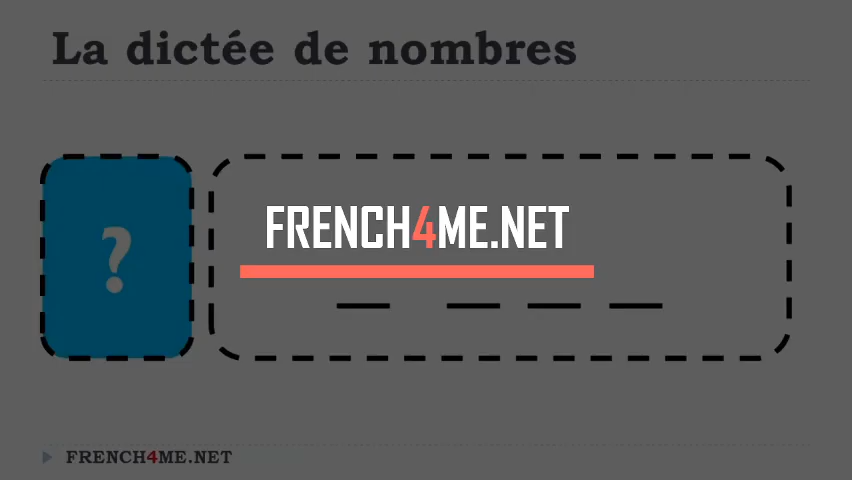 La dictée de nombres
?
FRENCH4ME.NET
FRENCH4ME.NET